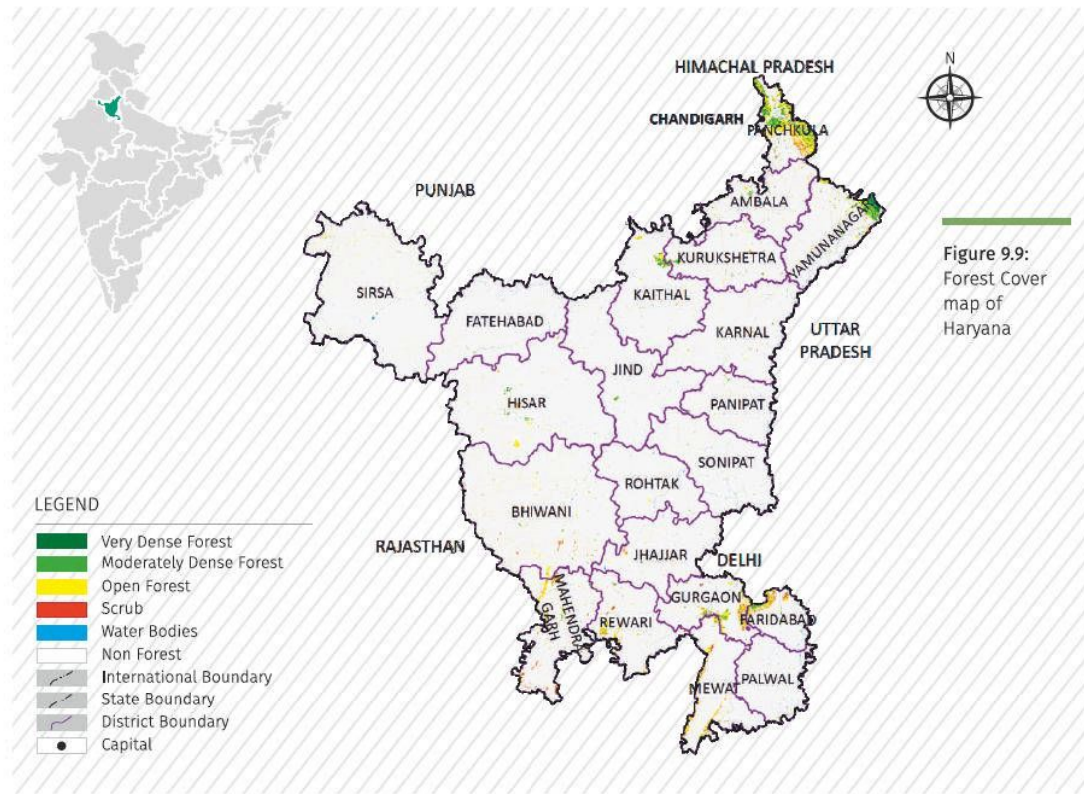 HIMACHAL PRADESH
N
CHANDIGARH
PANCHKULA
PUNJAB
AMBALA
YAMUNANAGAR
KURUKSHETRA
Figure 9.9:
Forest Cover
map of
Haryana
SIRSA
KAITHAL
FATEHABAD
KARNAL
UTTAR
PRADESH
JIND
HISAR
PANIPAT
SONIPAT
ROHTAK
BHIWANI
RAJASTHAN
JHAJJAR
DELHI
MAHENDRA
GARH
GURGAON
REWARI
FARIDABAD
MEWAT
PALWAL
LEGEND
Very Dense Forest
Moderately Dense Forest
Open Forest
Scrub
Water Bodies
Non Forest
International Boundary
State Boundary
District Boundary
Capital